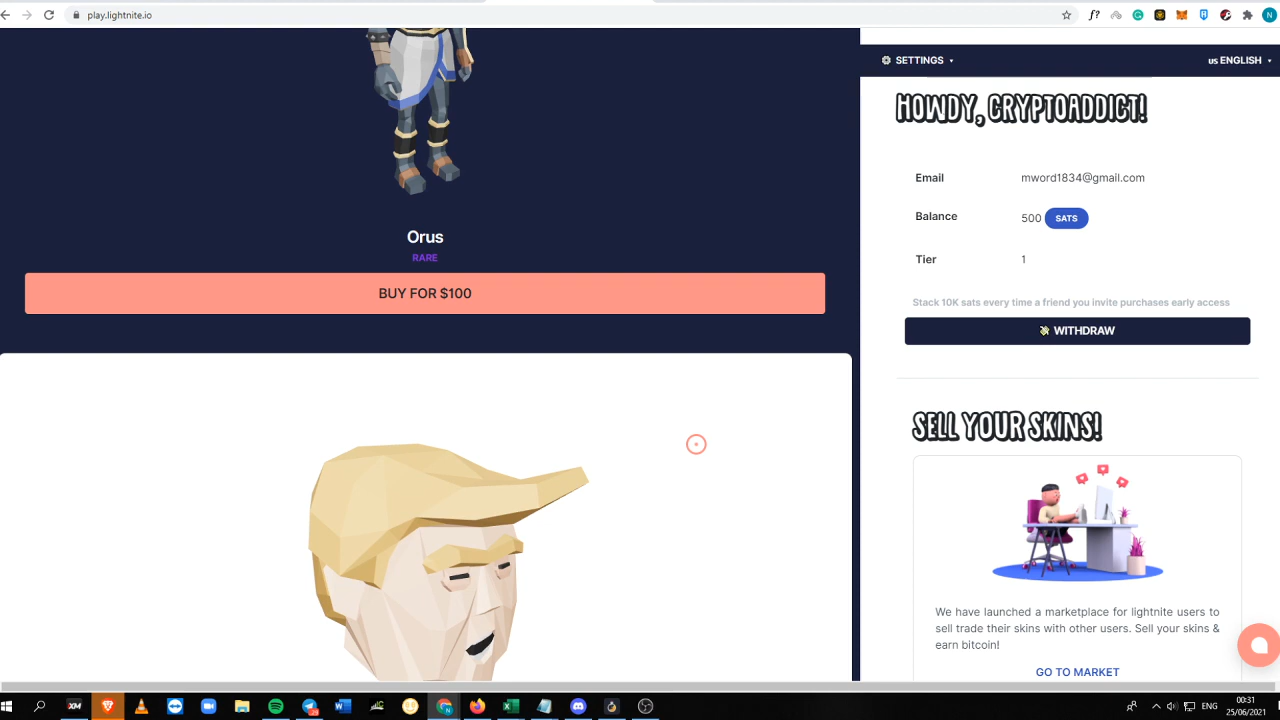 play.lightnite.io
f?
N
SETTINGS
us ENGLISH
HOWDY, CRYPTOADDICT!
Email
mword1834@gmail.com
Balance
500 SATS
Tier
1
Stack 10K sats every time a friend you invite purchases early access
WITHDRAW
Orus
RARE
BUY FOR $100
SELL YOUR SKINS!
We have launched a marketplace for lightnite users to
sell trade their skins with other users. Sell your skins &
earn bitcoin!
GO TO MARKET
XM
ENG
00:31
25/06/2021